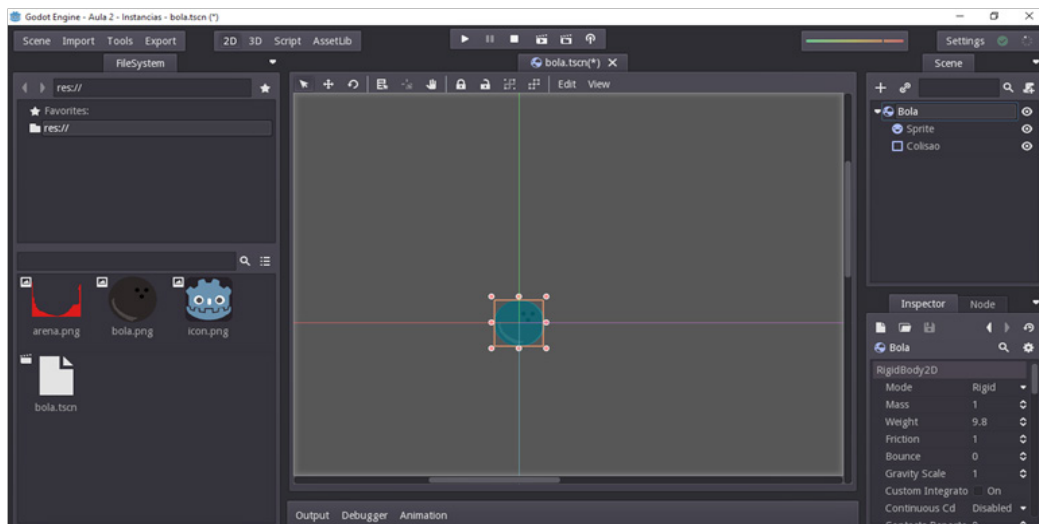 Godot Engine - Aula 2 - Instancias - bola.tscn (*)
Scene Import Tools Export 2D 3D Script AssetLib Settings
FileSystem
bola.tscn(*)
Scene
res://
Edit View
Favorites:
res://
Bola
Sprite
Colisao
arena.png bola.png icon.png
bola.tscn
Inspector Node
Bola
RigidBody2D
Mode Rigid
Mass 1
Weight 9.8
Friction 1
Bounce 0
Gravity Scale 1
Custom Integrato On
Continuous Cd Disabled
Output Debugger Animation